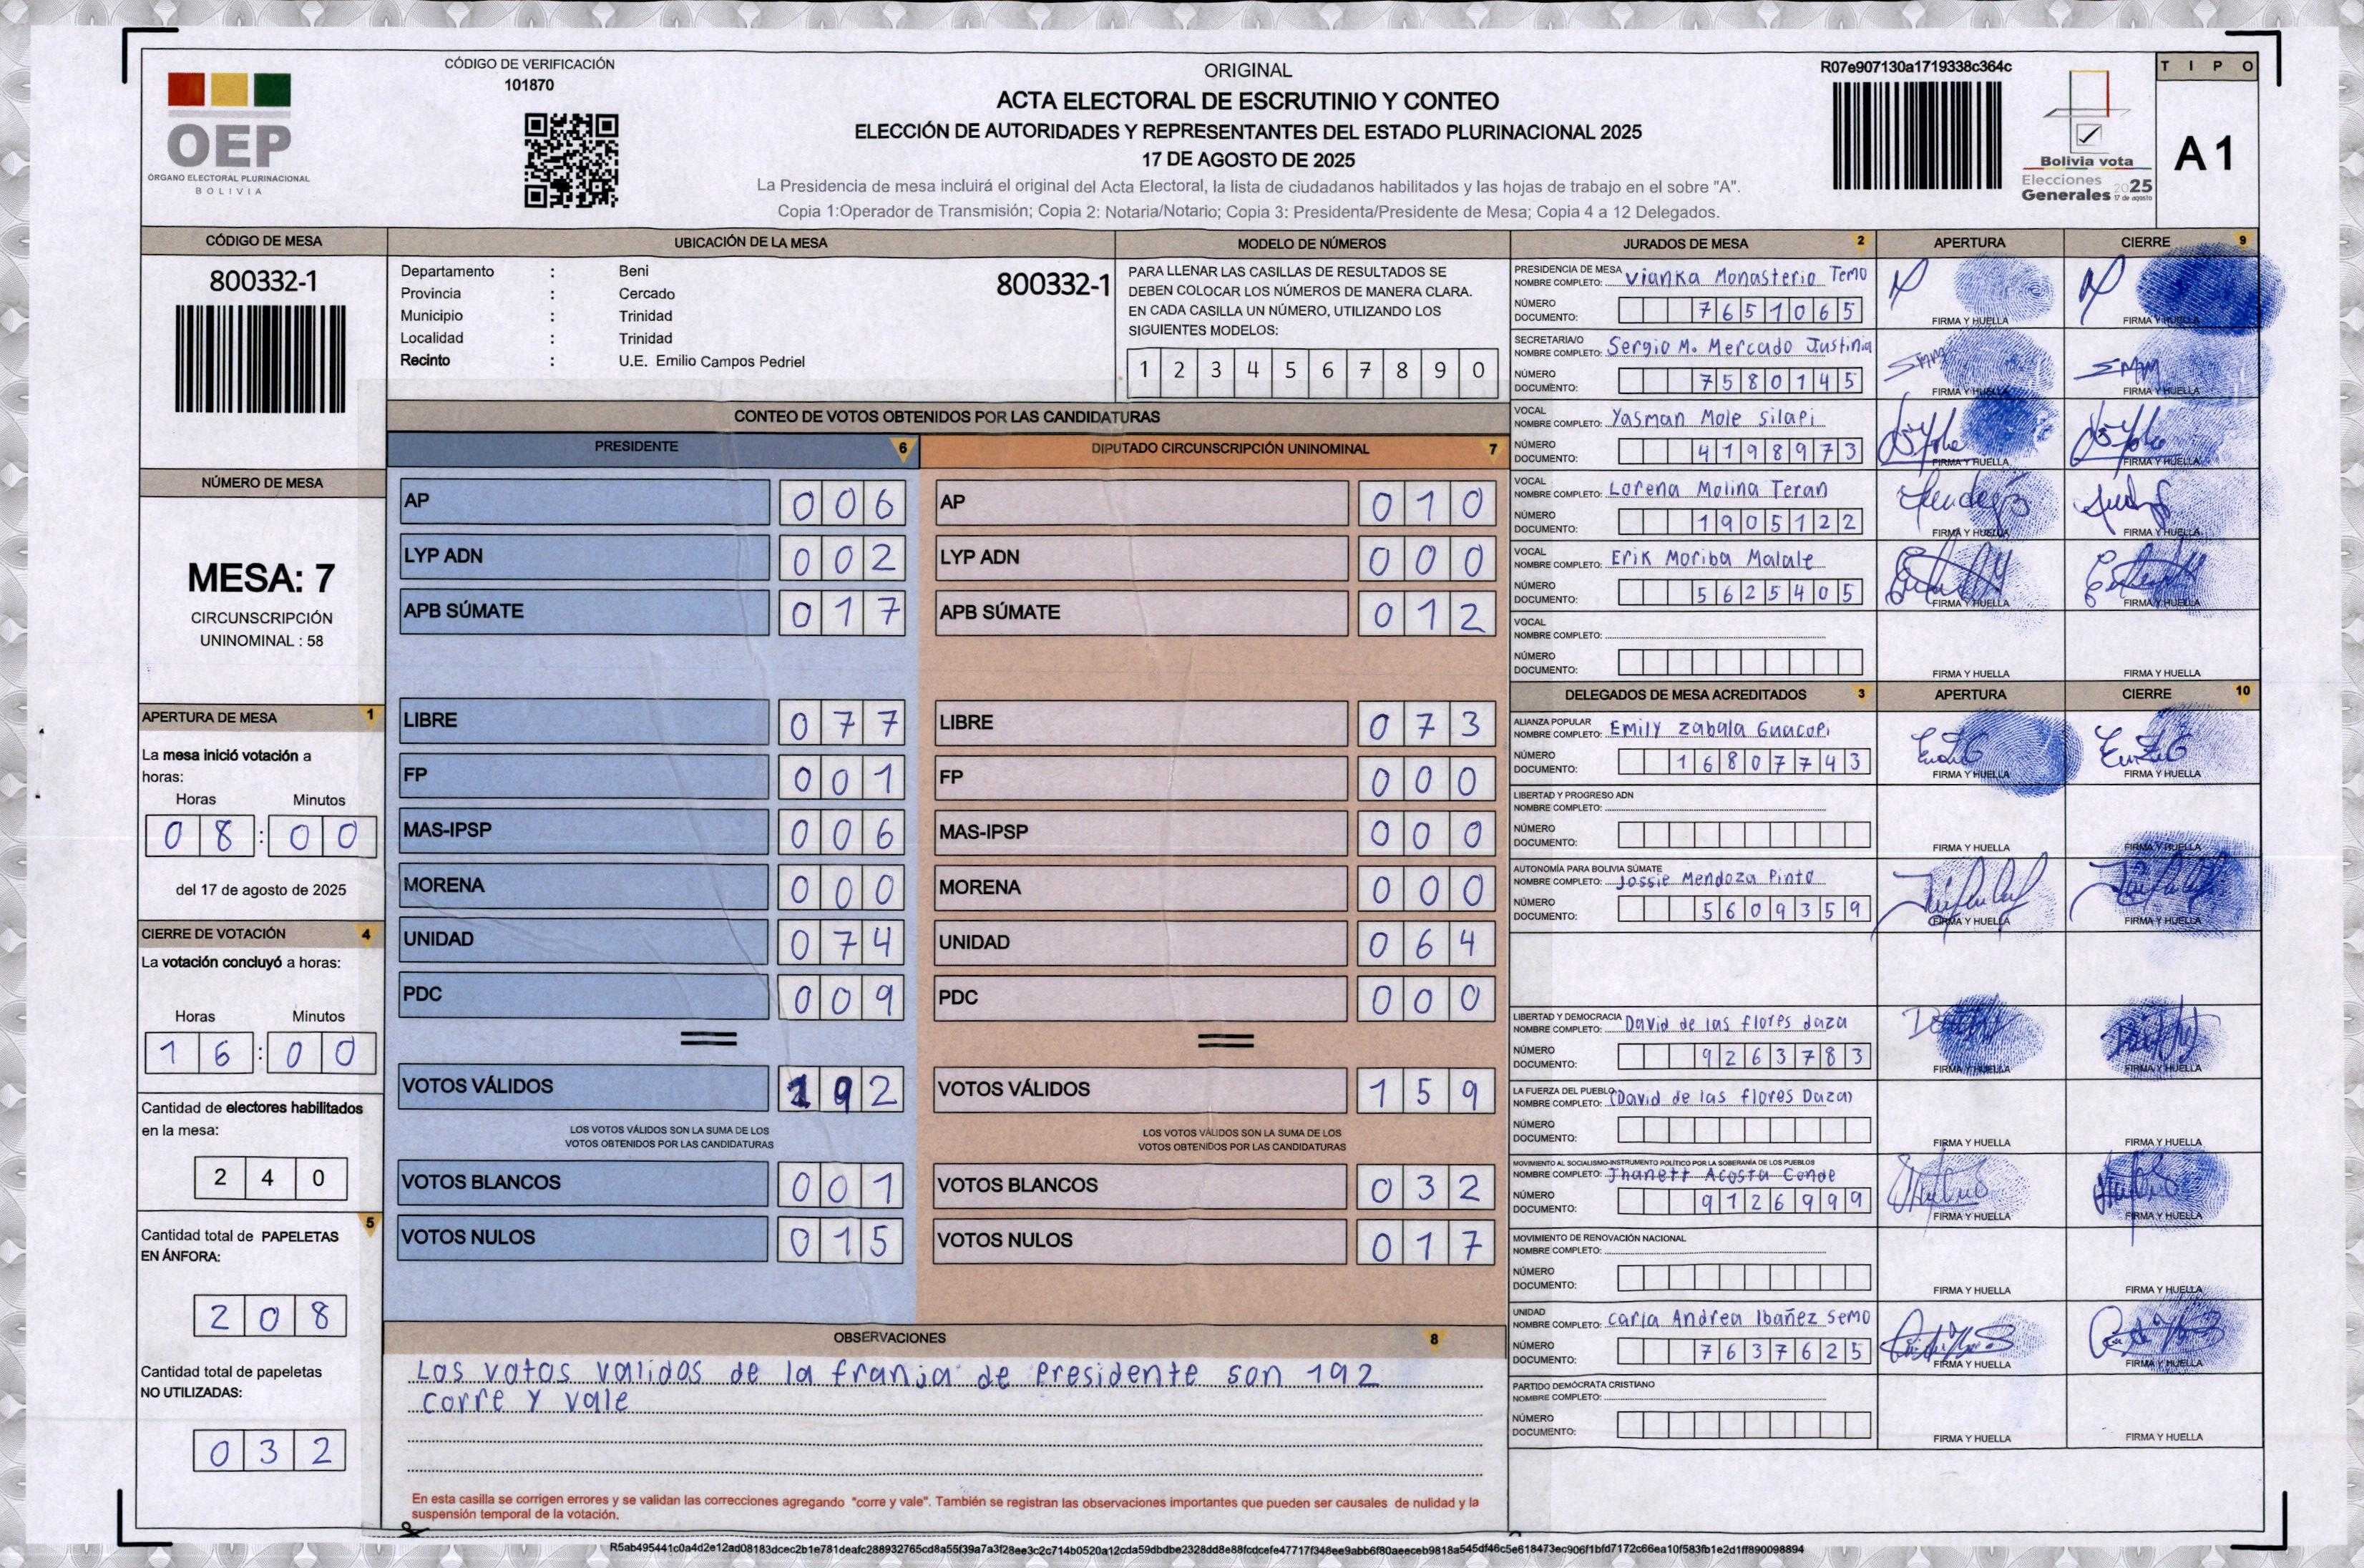 CÓDIGO DE VERIFICACIÓN
101870
OEP
ÓRGANO ELECTORAL PLURINACIONAL
BOLIVIA
ORIGINAL
ACTA ELECTORAL DE ESCRUTINIO Y CONTEO
ELECCIÓN DE AUTORIDADES Y REPRESENTANTES DEL ESTADO PLURINACIONAL 2025
17 DE AGOSTO DE 2025
La Presidencia de mesa incluirá el original del Acta Electoral, la lista de ciudadanos habilitados y las hojas de trabajo en el sobre "A".
Copia 1:Operador de Transmisión; Copia 2: Notaria/Notario; Copia 3: Presidenta/Presidente de Mesa; Copia 4 a 12 Delegados.
R07e907130a1719338c364c
Bolivia vota
Elecciones
Generales 2025
17 de agosto
TIPO
A1
CÓDIGO DE MESA
800332-1
NÚMERO DE MESA
MESA: 7
CIRCUNSCRIPCIÓN
UNINOMINAL : 58
APERTURA DE MESA 1
La mesa inició votación a
horas:
Horas Minutos
08:00
del 17 de agosto de 2025
CIERRE DE VOTACIÓN 4
La votación concluyó a horas:
Horas Minutos
16:00
Cantidad de electores habilitados
en la mesa:
240
Cantidad total de PAPELETAS 5
EN ÁNFORA:
208
Cantidad total de papeletas
NO UTILIZADAS:
032
UBICACIÓN DE LA MESA
Departamento : Beni 800332-1
Provincia : Cercado
Municipio : Trinidad
Localidad : Trinidad
Recinto : U.E. Emilio Campos Pedriel
MODELO DE NÚMEROS
PARA LLENAR LAS CASILLAS DE RESULTADOS SE
DEBEN COLOCAR LOS NÚMEROS DE MANERA CLARA.
EN CADA CASILLA UN NÚMERO, UTILIZANDO LOS
SIGUIENTES MODELOS:
1 2 3 4 5 6 7 8 9 0
CONTEO DE VOTOS OBTENIDOS POR LAS CANDIDATURAS
PRESIDENTE 6
AP 006
LYP ADN 002
APB SÚMATE 017
LIBRE 077
FP 001
MAS-IPSP 006
MORENA 000
UNIDAD 074
PDC 009
VOTOS VÁLIDOS 192
LOS VOTOS VÁLIDOS SON LA SUMA DE LOS
VOTOS OBTENIDOS POR LAS CANDIDATURAS
VOTOS BLANCOS 001
VOTOS NULOS 015
DIPUTADO CIRCUNSCRIPCIÓN UNINOMINAL 7
AP 010
LYP ADN 000
APB SÚMATE 012
LIBRE 073
FP 000
MAS-IPSP 000
MORENA 000
UNIDAD 064
PDC 000
VOTOS VÁLIDOS 159
LOS VOTOS VÁLIDOS SON LA SUMA DE LOS
VOTOS OBTENIDOS POR LAS CANDIDATURAS
VOTOS BLANCOS 032
VOTOS NULOS 017
OBSERVACIONES 8
Los votos validos de la franja de Presidente son 192
corre y vale
En esta casilla se corrigen errores y se validan las correcciones agregando "corre y vale". También se registran las observaciones importantes que pueden ser causales de nulidad y la
suspensión temporal de la votación.
JURADOS DE MESA 2 APERTURA CIERRE 9
PRESIDENCIA DE MESA
NOMBRE COMPLETO: Vianka Monasterio Temo
NÚMERO
DOCUMENTO: 7651065
FIRMA Y HUELLA FIRMA Y HUELLA
SECRETARIA/O
NOMBRE COMPLETO: Sergio M. Mercado Justinia
NÚMERO
DOCUMENTO: 7580145
FIRMA Y HUELLA FIRMA Y HUELLA
VOCAL
NOMBRE COMPLETO: Yasman Mole Silapi
NÚMERO
DOCUMENTO: 4198973
FIRMA Y HUELLA FIRMA Y HUELLA
VOCAL
NOMBRE COMPLETO: Lorena Molina Teran
NÚMERO
DOCUMENTO: 1905122
FIRMA Y HUELLA FIRMA Y HUELLA
VOCAL
NOMBRE COMPLETO: Erik Moriba Malale
NÚMERO
DOCUMENTO: 5625405
FIRMA Y HUELLA FIRMA Y HUELLA
VOCAL
NOMBRE COMPLETO:
NÚMERO
DOCUMENTO:
FIRMA Y HUELLA FIRMA Y HUELLA
DELEGADOS DE MESA ACREDITADOS 3 APERTURA CIERRE 10
ALIANZA POPULAR
NOMBRE COMPLETO: Emily Zabala Guacopi
NÚMERO
DOCUMENTO: 16807743
FIRMA Y HUELLA FIRMA Y HUELLA
LIBERTAD Y PROGRESO ADN
NOMBRE COMPLETO:
NÚMERO
DOCUMENTO:
FIRMA Y HUELLA FIRMA Y HUELLA
AUTONOMÍA PARA BOLIVIA SÚMATE
NOMBRE COMPLETO: Jossie Mendoza Pinto
NÚMERO
DOCUMENTO: 5609359
FIRMA Y HUELLA FIRMA Y HUELLA
LIBERTAD Y DEMOCRACIA
NOMBRE COMPLETO: David de las flores daza
NÚMERO
DOCUMENTO: 9263783
FIRMA Y HUELLA FIRMA Y HUELLA
LA FUERZA DEL PUEBLO
NOMBRE COMPLETO: (David de las flores Daza)
NÚMERO
DOCUMENTO:
FIRMA Y HUELLA FIRMA Y HUELLA
MOVIMIENTO AL SOCIALISMO-INSTRUMENTO POLÍTICO POR LA SOBERANÍA DE LOS PUEBLOS
NOMBRE COMPLETO: Jhanett Acosta Conde
NÚMERO
DOCUMENTO: 9126999
FIRMA Y HUELLA FIRMA Y HUELLA
MOVIMIENTO DE RENOVACIÓN NACIONAL
NOMBRE COMPLETO:
NÚMERO
DOCUMENTO:
FIRMA Y HUELLA FIRMA Y HUELLA
UNIDAD
NOMBRE COMPLETO: Carla Andrea Ibañez Semo
NÚMERO
DOCUMENTO: 7637625
FIRMA Y HUELLA FIRMA Y HUELLA
PARTIDO DEMÓCRATA CRISTIANO
NOMBRE COMPLETO:
NÚMERO
DOCUMENTO:
FIRMA Y HUELLA FIRMA Y HUELLA